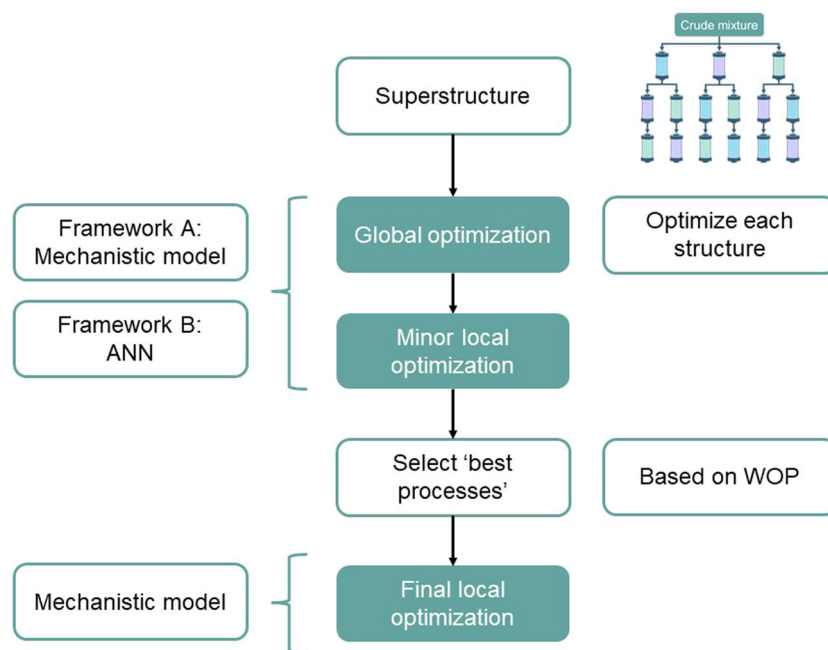 Crude mixture
Superstructure
Framework A:
Mechanistic model
Global optimization
Optimize each
structure
Framework B:
ANN
Minor local
optimization
Select ‘best
processes’
Based on WOP
Mechanistic model
Final local
optimization